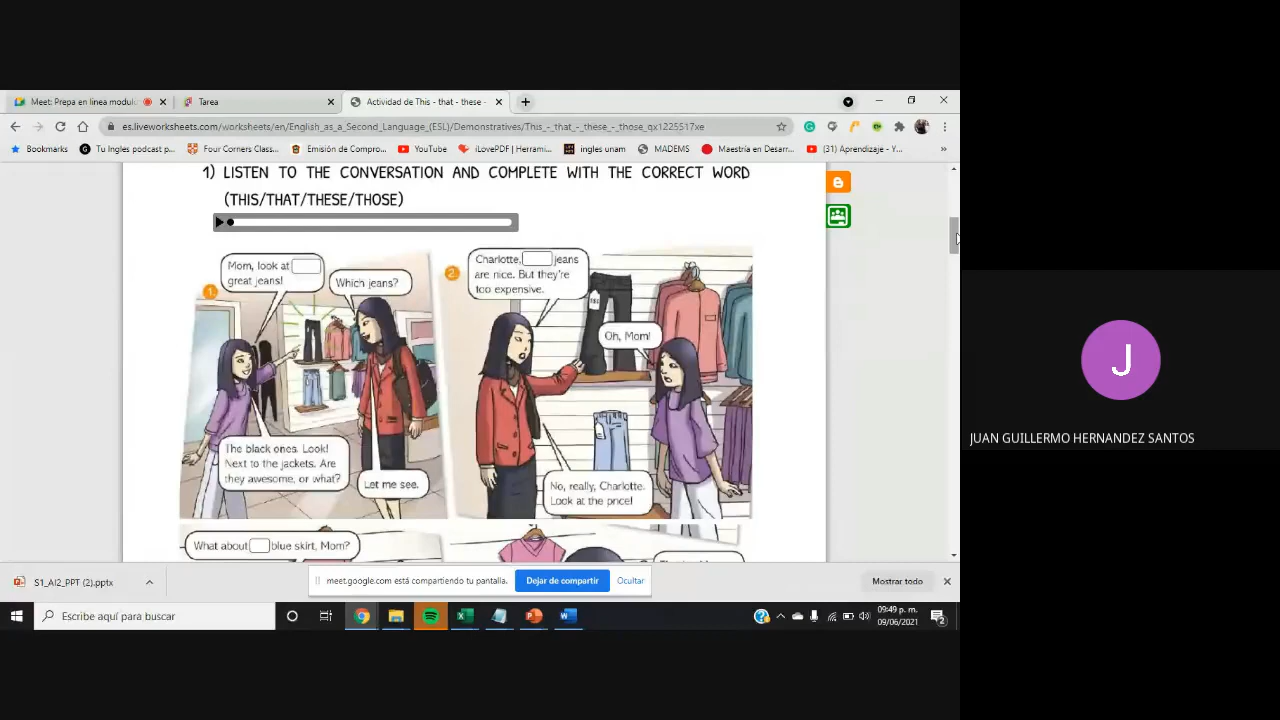 Meet: Prepa en linea modul
Tarea
Actividad de This - that - these -
es.liveworksheets.com/worksheets/en/English_as_a_Second_Language_(ESL)/Demonstratives/This_-_that_-_these_-_those_qx1225517xe
Bookmarks
Tu Ingles podcast p...
Four Corners Class...
Emisión de Compro...
YouTube
iLovePDF | Herrami...
ingles unam
MADEMS
Maestría en Desarr...
(31) Aprendizaje - Y...
1) LISTEN TO THE CONVERSATION AND COMPLETE WITH THE CORRECT WORD
(THIS/THAT/THESE/THOSE)
1.
Mom, look at
great jeans!
Which jeans?
The black ones. Look!
Next to the jackets. Are
they awesome, or what?
Let me see.
2.
Charlotte, jeans
are nice. But they're
too expensive.
Oh, Mom!
No, really, Charlotte.
Look at the price!
What about blue skirt, Mom?
S1_AI2_PPT (2).pptx
meet.google.com está compartiendo tu pantalla.
Dejar de compartir
Ocultar
Mostrar todo
Escribe aquí para buscar
09:49 p. m.
09/06/2021
2
J
JUAN GUILLERMO HERNANDEZ SANTOS